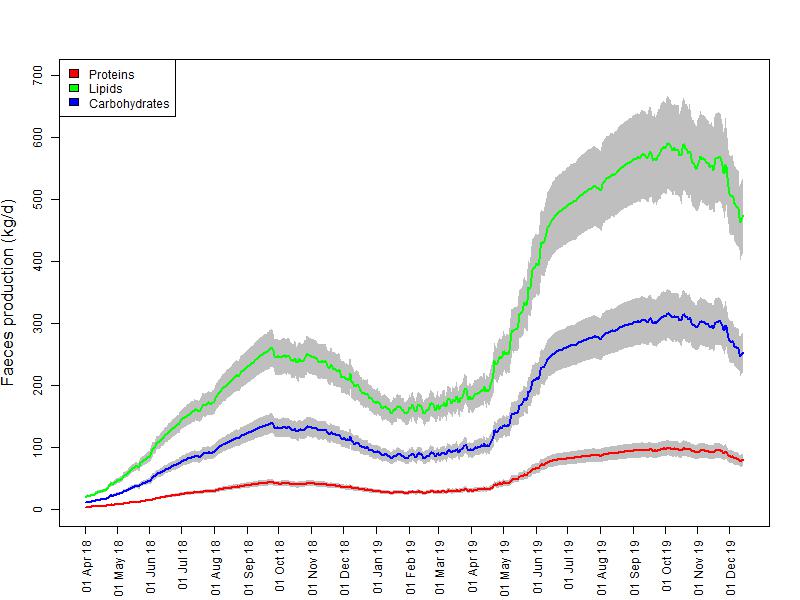 Proteins
Lipids
Carbohydrates
Faeces production (kg/d)
700
600
500
400
300
200
100
0
01 Apr 18
01 May 18
01 Jun 18
01 Jul 18
01 Aug 18
01 Sep 18
01 Oct 18
01 Nov 18
01 Dec 18
01 Jan 19
01 Feb 19
01 Mar 19
01 Apr 19
01 May 19
01 Jun 19
01 Jul 19
01 Aug 19
01 Sep 19
01 Oct 19
01 Nov 19
01 Dec 19